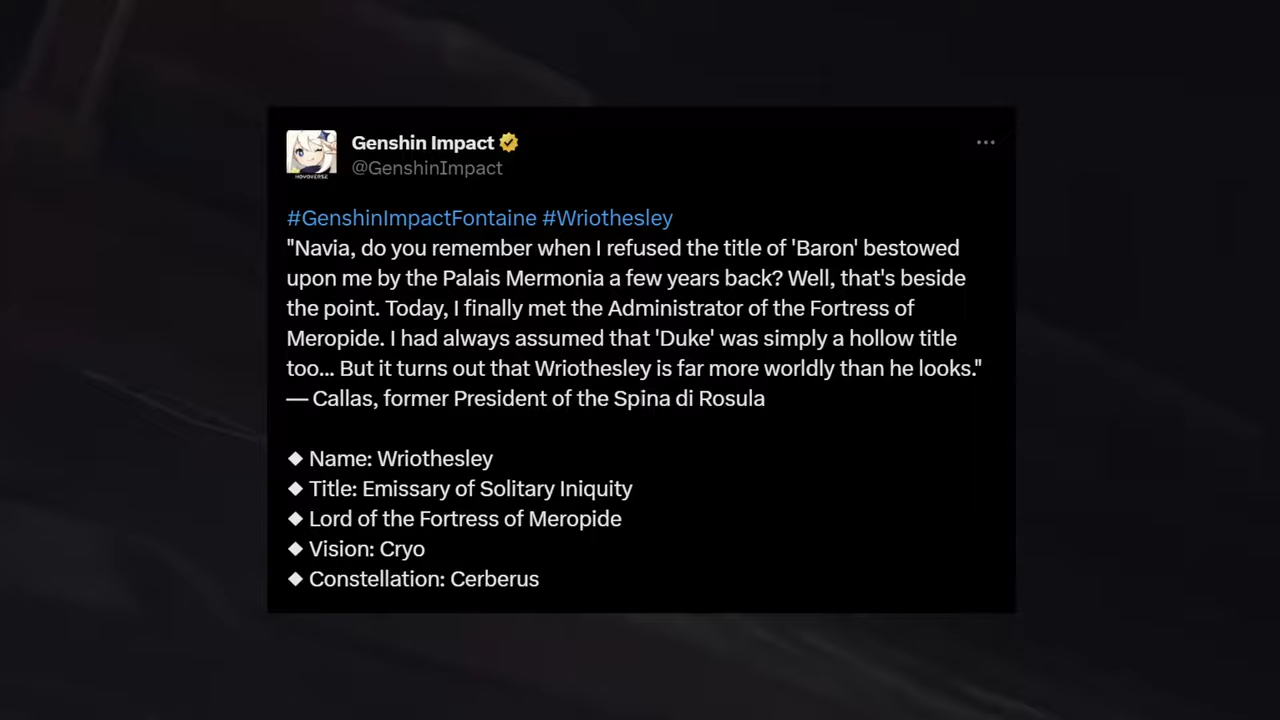 Genshin Impact
@GenshinImpact
#GenshinImpactFontaine #Wriothesley
"Navia, do you remember when I refused the title of 'Baron' bestowed
upon me by the Palais Mermonia a few years back? Well, that's beside
the point. Today, I finally met the Administrator of the Fortress of
Meropide. I had always assumed that 'Duke' was simply a hollow title
too... But it turns out that Wriothesley is far more worldly than he looks."
— Callas, former President of the Spina di Rosula
◆ Name: Wriothesley
◆ Title: Emissary of Solitary Iniquity
◆ Lord of the Fortress of Meropide
◆ Vision: Cryo
◆ Constellation: Cerberus